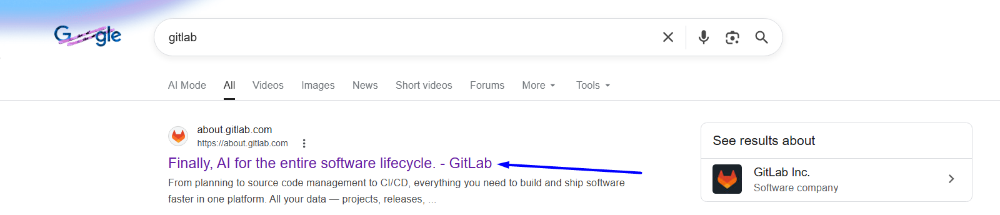 Google
gitlab
AI Mode All Videos Images News Short videos Forums More Tools
about.gitlab.com
https://about.gitlab.com
Finally, AI for the entire software lifecycle. - GitLab
From planning to source code management to CI/CD, everything you need to build and ship software
faster in one platform. All your data — projects, releases, ...
See results about
GitLab Inc.
Software company